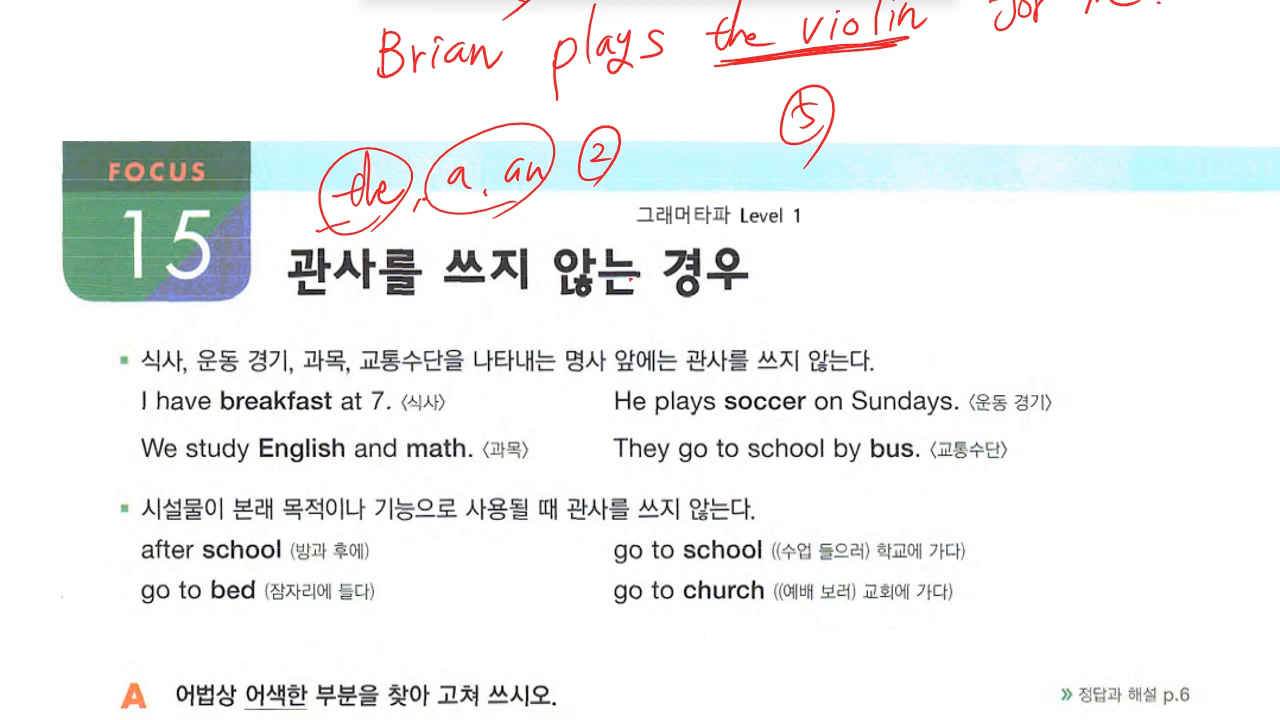 Brian plays the violin for
⑤
the, a, an ②
FOCUS
15
그래머타파 Level 1
관사를 쓰지 않는 경우
▪ 식사, 운동 경기, 과목, 교통수단을 나타내는 명사 앞에는 관사를 쓰지 않는다.
I have breakfast at 7. 〈식사〉 He plays soccer on Sundays. 〈운동 경기〉
We study English and math. 〈과목〉 They go to school by bus. 〈교통수단〉
▪ 시설물이 본래 목적이나 기능으로 사용될 때 관사를 쓰지 않는다.
after school (방과 후에) go to school ((수업 들으러) 학교에 가다)
go to bed (잠자리에 들다) go to church ((예배 보러) 교회에 가다)
A 어법상 어색한 부분을 찾아 고쳐 쓰시오.
» 정답과 해설 p.6